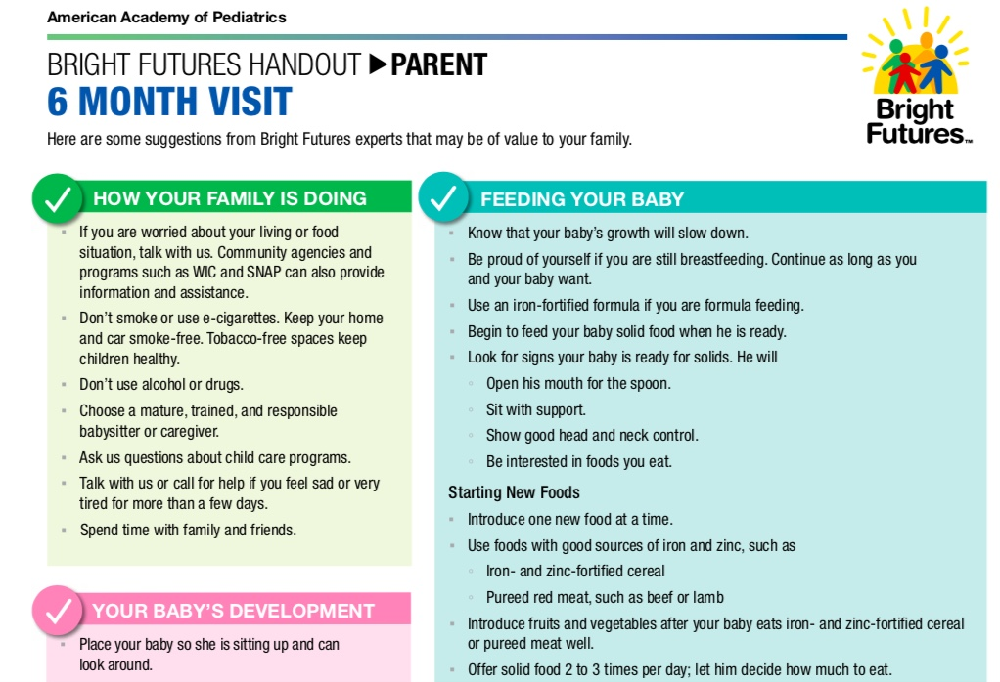 American Academy of Pediatrics
BRIGHT FUTURES HANDOUT ▶ PARENT
6 MONTH VISIT
Here are some suggestions from Bright Futures experts that may be of value to your family.
Bright
Futures™
HOW YOUR FAMILY IS DOING
▪ If you are worried about your living or food
situation, talk with us. Community agencies and
programs such as WIC and SNAP can also provide
information and assistance.
▪ Don’t smoke or use e-cigarettes. Keep your home
and car smoke-free. Tobacco-free spaces keep
children healthy.
▪ Don’t use alcohol or drugs.
▪ Choose a mature, trained, and responsible
babysitter or caregiver.
▪ Ask us questions about child care programs.
▪ Talk with us or call for help if you feel sad or very
tired for more than a few days.
▪ Spend time with family and friends.
YOUR BABY’S DEVELOPMENT
▪ Place your baby so she is sitting up and can
look around.
FEEDING YOUR BABY
▪ Know that your baby’s growth will slow down.
▪ Be proud of yourself if you are still breastfeeding. Continue as long as you
and your baby want.
▪ Use an iron-fortified formula if you are formula feeding.
▪ Begin to feed your baby solid food when he is ready.
▪ Look for signs your baby is ready for solids. He will
◦ Open his mouth for the spoon.
◦ Sit with support.
◦ Show good head and neck control.
◦ Be interested in foods you eat.
Starting New Foods
▪ Introduce one new food at a time.
▪ Use foods with good sources of iron and zinc, such as
◦ Iron- and zinc-fortified cereal
◦ Pureed red meat, such as beef or lamb
▪ Introduce fruits and vegetables after your baby eats iron- and zinc-fortified cereal
or pureed meat well.
▪ Offer solid food 2 to 3 times per day; let him decide how much to eat.